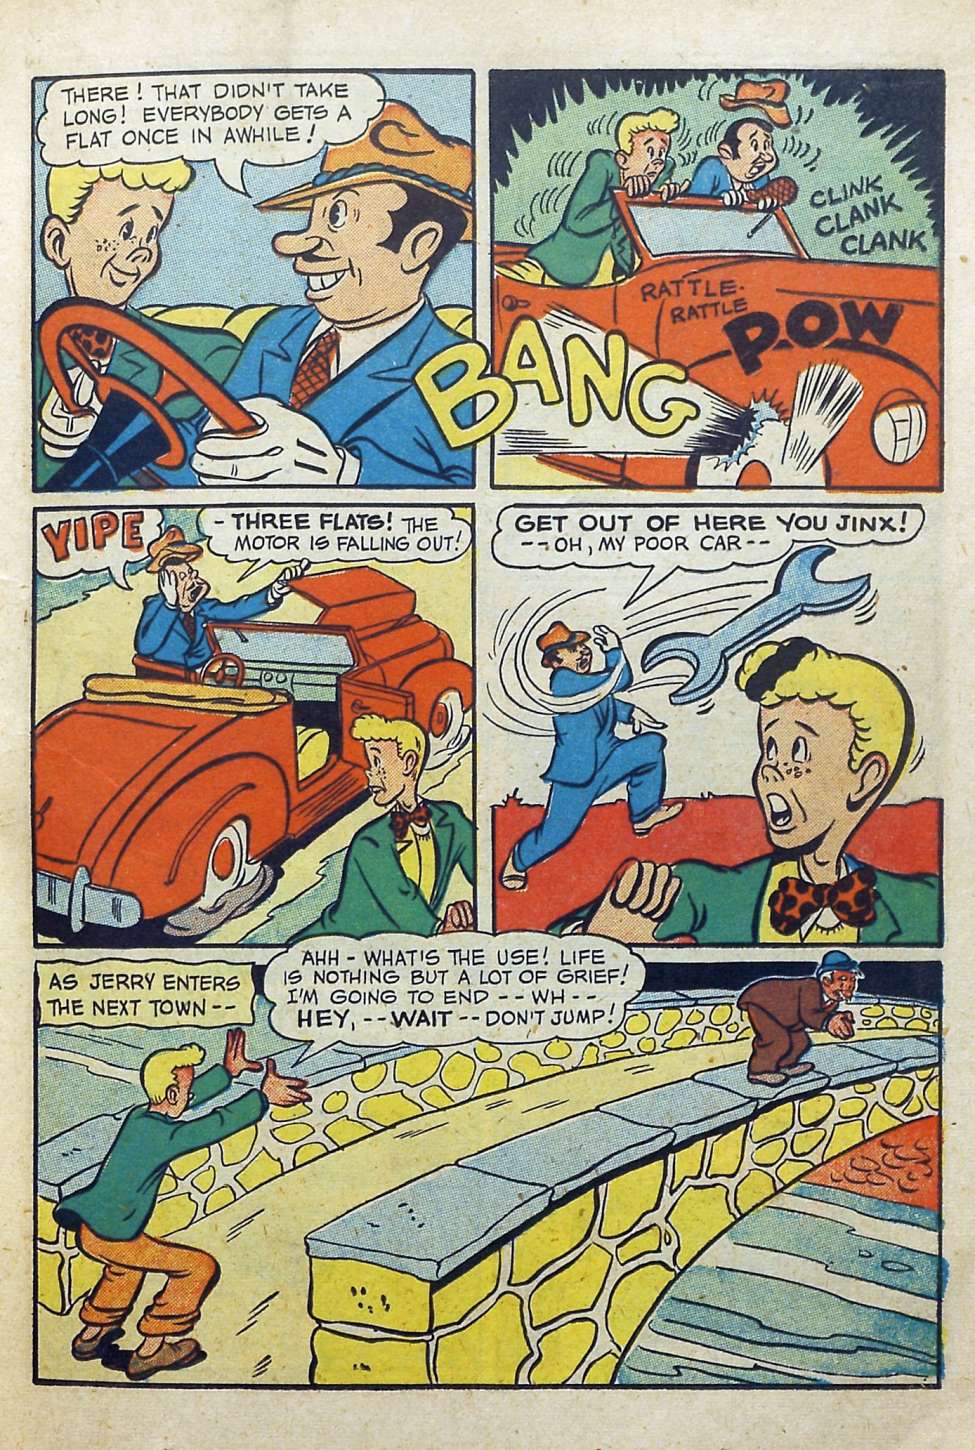 THERE! THAT DIDN'T TAKE
LONG! EVERYBODY GETS A
FLAT ONCE IN AWHILE!
BANG
CLINK
CLANK
CLANK
RATTLE-
RATTLE
POW
YIPE
- THREE FLATS! THE
MOTOR IS FALLING OUT!
GET OUT OF HERE YOU JINX!
--OH, MY POOR CAR--
AS JERRY ENTERS
THE NEXT TOWN--
AHH - WHAT'S THE USE! LIFE
IS NOTHING BUT A LOT OF GRIEF!
I'M GOING TO END -- WH--
HEY, --WAIT--DON'T JUMP!